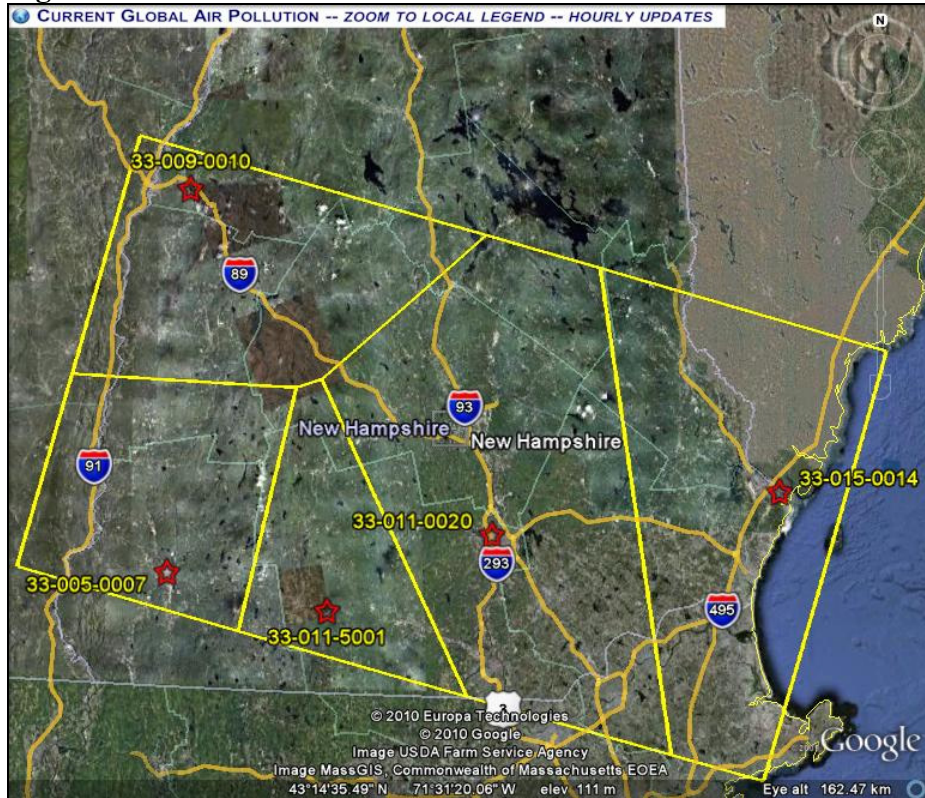 CURRENT GLOBAL AIR POLLUTION -- ZOOM TO LOCAL LEGEND -- HOURLY UPDATES
N
33-009-0010
89
93
New Hampshire
New Hampshire
91
33-015-0014
33-011-0020
293
33-005-0007
495
33-011-5001
3
© 2010 Europa Technologies
© 2010 Google
Image USDA Farm Service Agency
Image MassGIS, Commonwealth of Massachusetts EOEA
Google
43°14'35.49" N 71°31'20.06" W elev 111 m Eye alt 162.47 km